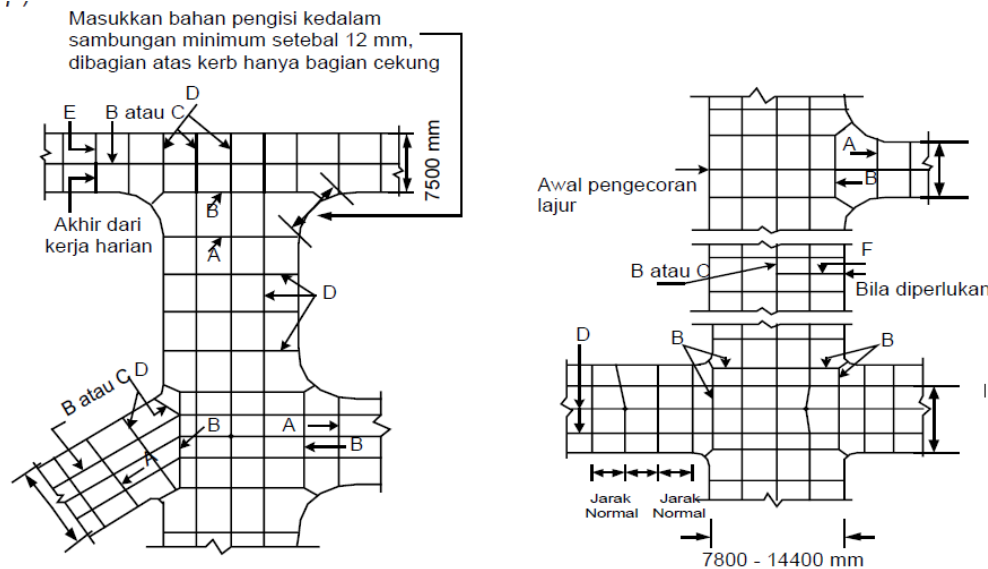 Masukkan bahan pengisi kedalam
sambungan minimum setebal 12 mm,
dibagian atas kerb hanya bagian cekung
D
E
B atau C
7500 mm
B
Akhir dari
kerja harian
A
D
B atau C
D
B
A
A
B
A
B
Awal pengecoran
lajur
F
B atau C
Bila diperlukan
D
B
B
Jarak
Normal
Jarak
Normal
7800 - 14400 mm